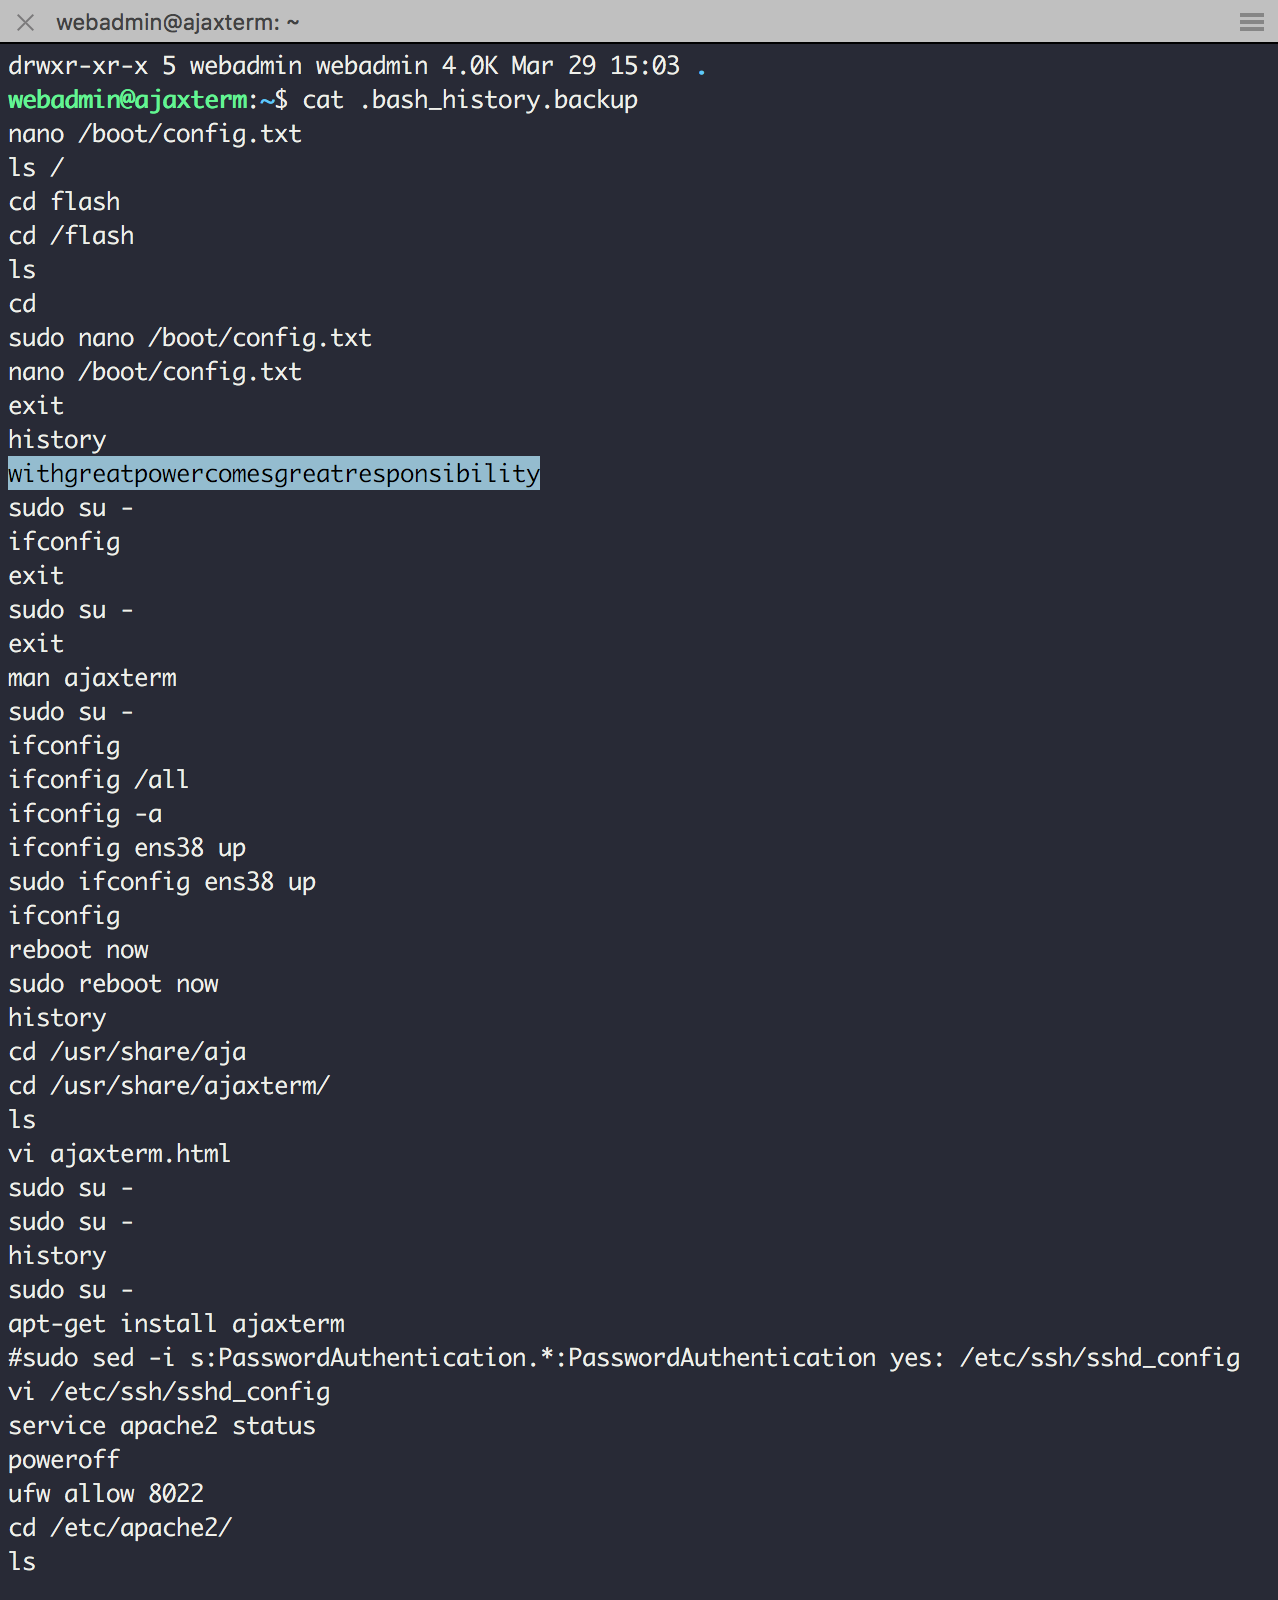 webadmin@ajaxterm: ~
drwxr-xr-x 5 webadmin webadmin 4.0K Mar 29 15:03 .
webadmin@ajaxterm:~$ cat .bash_history.backup
nano /boot/config.txt
ls /
cd flash
cd /flash
ls
cd
sudo nano /boot/config.txt
nano /boot/config.txt
exit
history
withgreatpowercomesgreatresponsibility
sudo su -
ifconfig
exit
sudo su -
exit
man ajaxterm
sudo su -
ifconfig
ifconfig /all
ifconfig -a
ifconfig ens38 up
sudo ifconfig ens38 up
ifconfig
reboot now
sudo reboot now
history
cd /usr/share/aja
cd /usr/share/ajaxterm/
ls
vi ajaxterm.html
sudo su -
sudo su -
history
sudo su -
apt-get install ajaxterm
#sudo sed -i s:PasswordAuthentication.*:PasswordAuthentication yes: /etc/ssh/sshd_config
vi /etc/ssh/sshd_config
service apache2 status
poweroff
ufw allow 8022
cd /etc/apache2/
ls